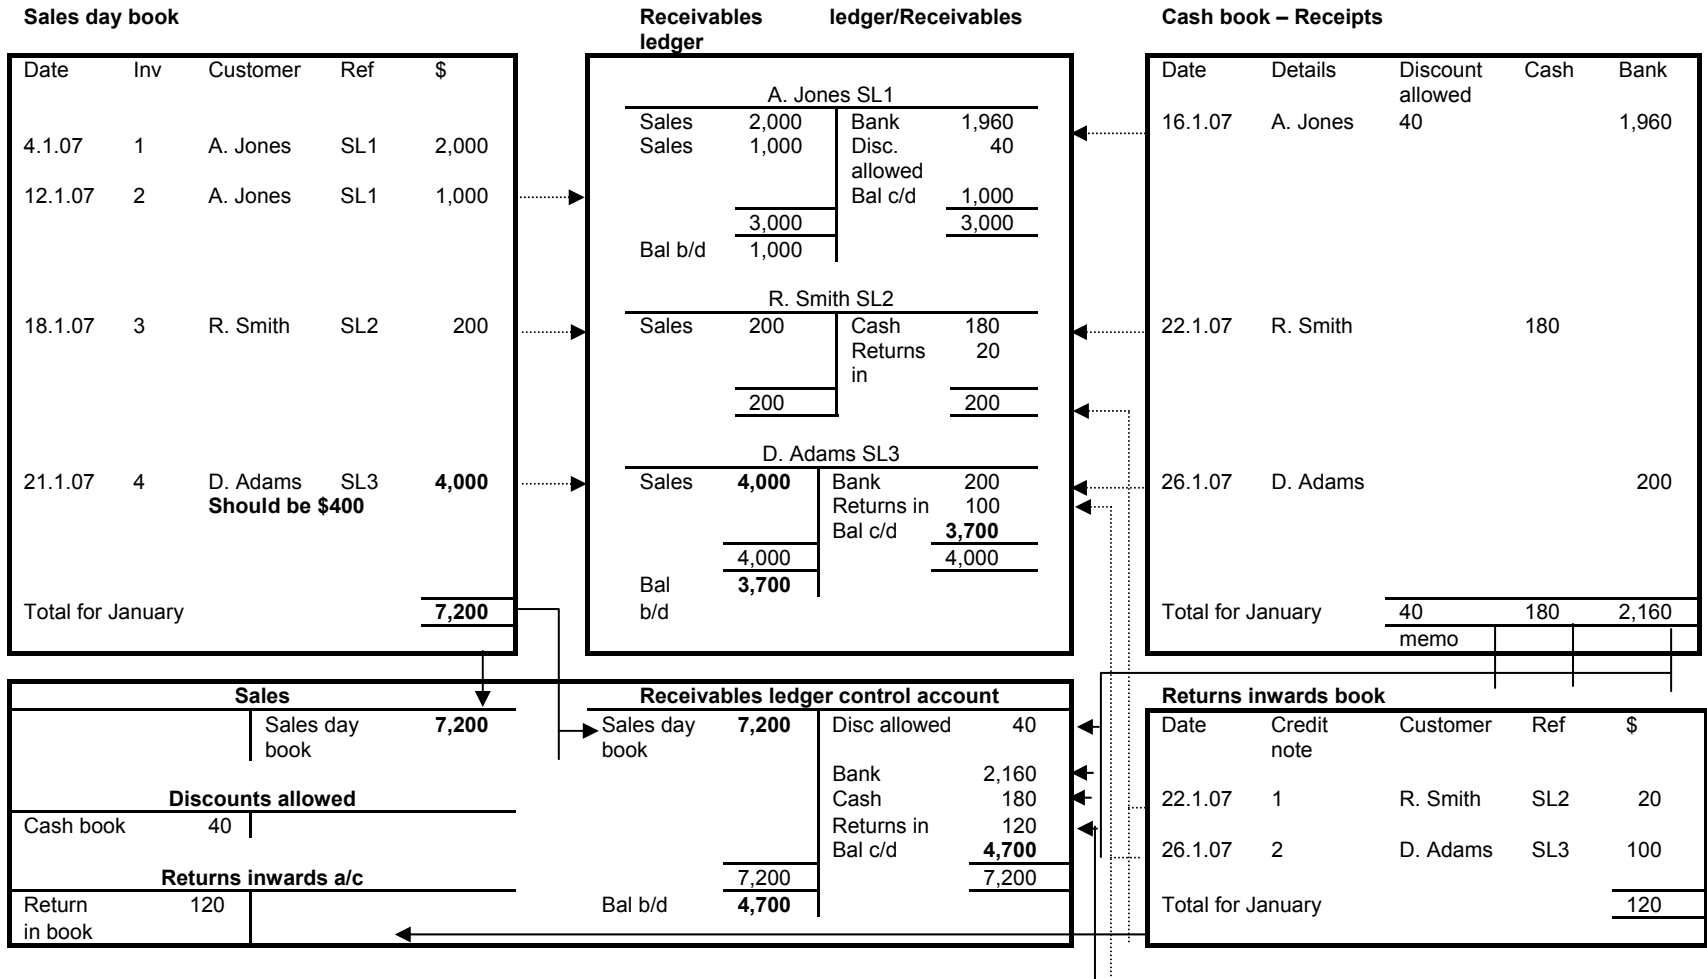 Sales day book
Date Inv Customer Ref $
4.1.07 1 A. Jones SL1 2,000
12.1.07 2 A. Jones SL1 1,000
18.1.07 3 R. Smith SL2 200
21.1.07 4 D. Adams SL3 4,000
Should be $400
Total for January 7,200
Receivables ledger/Receivables
ledger
A. Jones SL1
Sales 2,000 Bank 1,960
Sales 1,000 Disc. 40
allowed
Bal c/d 1,000
3,000 3,000
Bal b/d 1,000
R. Smith SL2
Sales 200 Cash 180
Returns 20
in
200 200
D. Adams SL3
Sales 4,000 Bank 200
Returns in 100
Bal c/d 3,700
4,000 4,000
Bal 3,700
b/d
Cash book – Receipts
Date Details Discount Cash Bank
allowed
16.1.07 A. Jones 40 1,960
22.1.07 R. Smith 180
26.1.07 D. Adams 200
Total for January 40 180 2,160
memo
Sales
Sales day 7,200
book
Discounts allowed
Cash book 40
Returns inwards a/c
Return 120
in book
Receivables ledger control account
Sales day 7,200 Disc allowed 40
book
Bank 2,160
Cash 180
Returns in 120
Bal c/d 4,700
7,200 7,200
Bal b/d 4,700
Returns inwards book
Date Credit Customer Ref $
note
22.1.07 1 R. Smith SL2 20
26.1.07 2 D. Adams SL3 100
Total for January 120